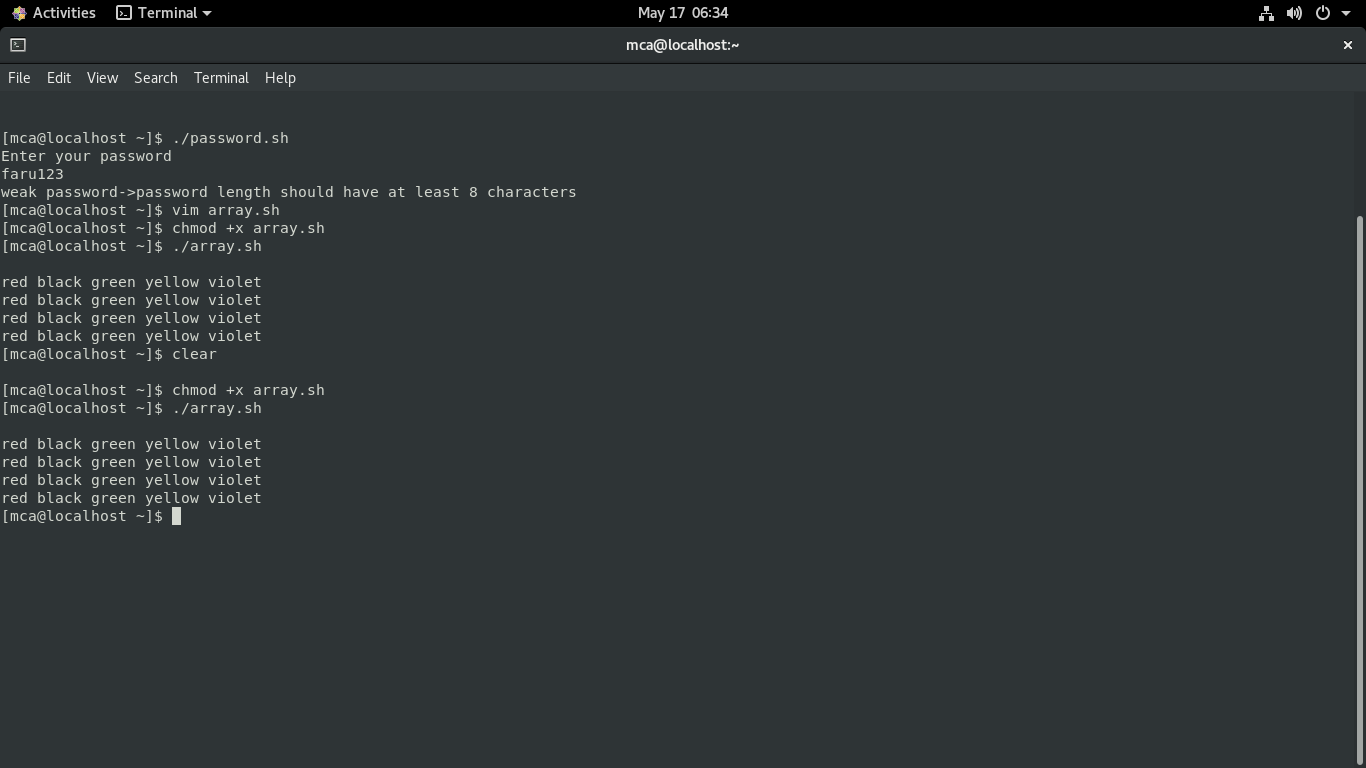 Activities Terminal May 17 06:34
mca@localhost:~
File Edit View Search Terminal Help
[mca@localhost ~]$ ./password.sh
Enter your password
faru123
weak password->password length should have at least 8 characters
[mca@localhost ~]$ vim array.sh
[mca@localhost ~]$ chmod +x array.sh
[mca@localhost ~]$ ./array.sh
red black green yellow violet
red black green yellow violet
red black green yellow violet
red black green yellow violet
[mca@localhost ~]$ clear
[mca@localhost ~]$ chmod +x array.sh
[mca@localhost ~]$ ./array.sh
red black green yellow violet
red black green yellow violet
red black green yellow violet
red black green yellow violet
[mca@localhost ~]$